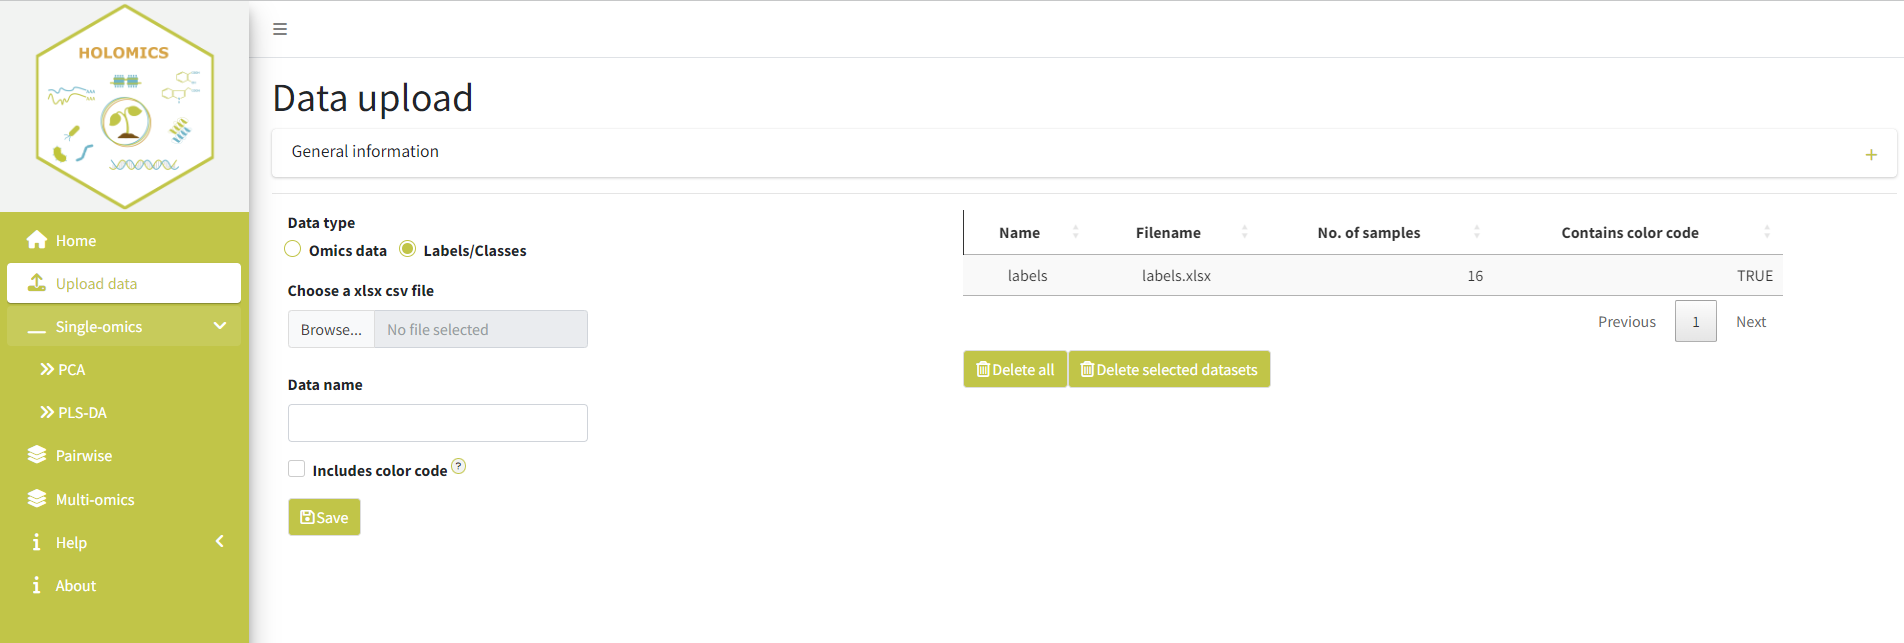 HOLOMICS
Home
Upload data
Single-omics
PCA
PLS-DA
Pairwise
Multi-omics
Help
About
Data upload
General information
+
Data type
Omics data Labels/Classes
Choose a xlsx csv file
Browse... No file selected
Data name
Includes color code ?
Save
Name Filename No. of samples Contains color code
labels labels.xlsx 16 TRUE
Previous 1 Next
Delete all Delete selected datasets